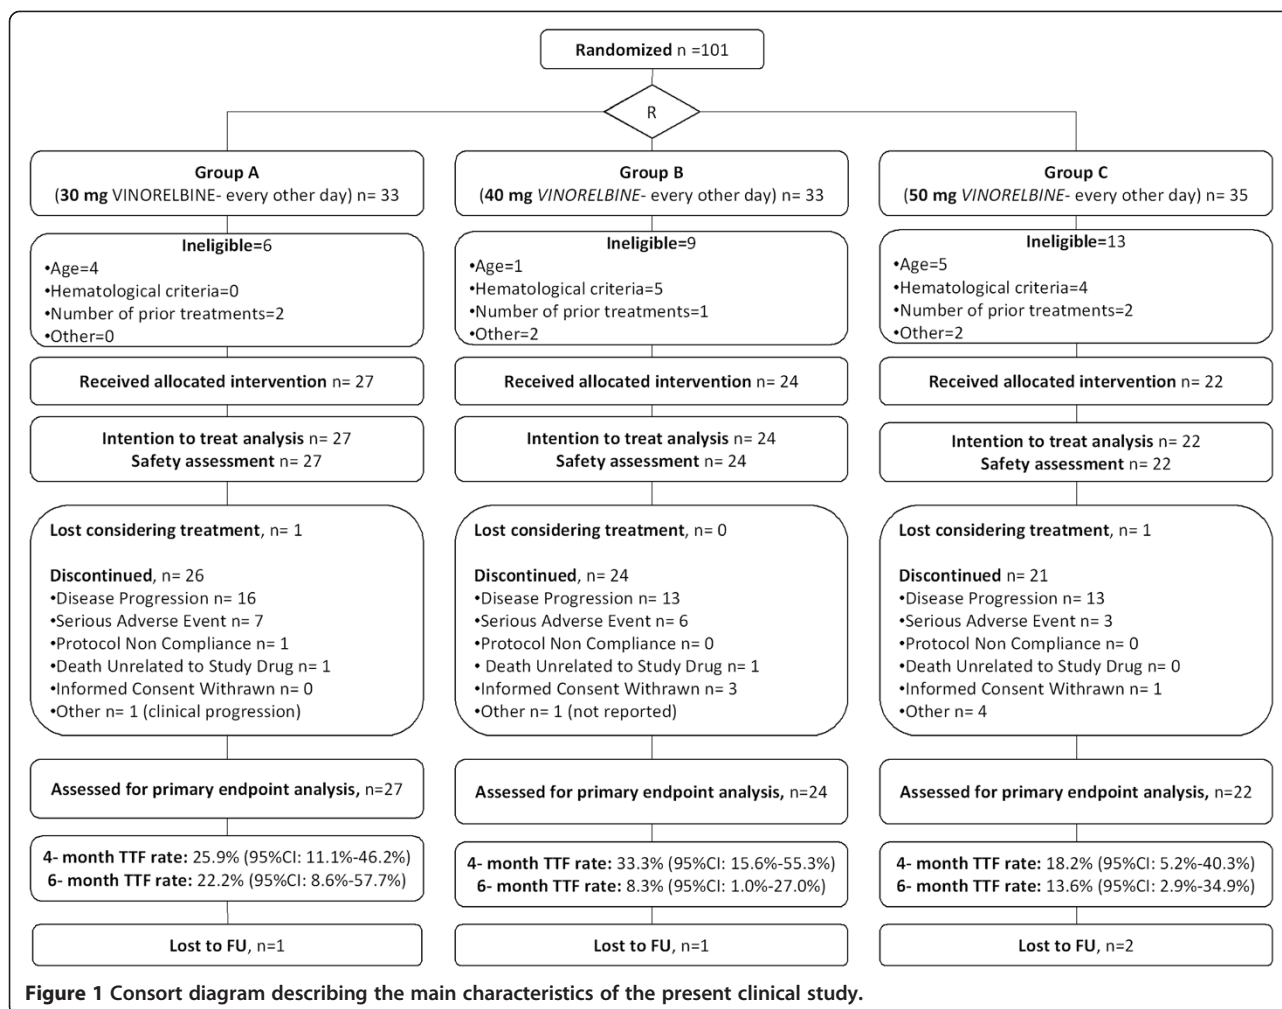 Randomized n =101
R
Group A
(30 mg VINORELBINE- every other day) n= 33
Ineligible=6
•Age=4
•Hematological criteria=0
•Number of prior treatments=2
•Other=0
Received allocated intervention n= 27
Intention to treat analysis n= 27
Safety assessment n= 27
Lost considering treatment, n= 1
Discontinued, n= 26
•Disease Progression n= 16
•Serious Adverse Event n= 7
•Protocol Non Compliance n= 1
•Death Unrelated to Study Drug n= 1
•Informed Consent Withrawn n= 0
•Other n= 1 (clinical progression)
Assessed for primary endpoint analysis, n=27
4- month TTF rate: 25.9% (95%CI: 11.1%-46.2%)
6- month TTF rate: 22.2% (95%CI: 8.6%-57.7%)
Lost to FU, n=1
Group B
(40 mg VINORELBINE- every other day) n= 33
Ineligible=9
•Age=1
•Hematological criteria=5
•Number of prior treatments=1
•Other=2
Received allocated intervention n= 24
Intention to treat analysis n= 24
Safety assessment n= 24
Lost considering treatment, n= 0
Discontinued, n= 24
•Disease Progression n= 13
•Serious Adverse Event n= 6
•Protocol Non Compliance n= 0
• Death Unrelated to Study Drug n= 1
•Informed Consent Withrawn n= 3
•Other n= 1 (not reported)
Assessed for primary endpoint analysis, n=24
4- month TTF rate: 33.3% (95%CI: 15.6%-55.3%)
6- month TTF rate: 8.3% (95%CI: 1.0%-27.0%)
Lost to FU, n=1
Group C
(50 mg VINORELBINE- every other day) n= 35
Ineligible=13
•Age=5
•Hematological criteria=4
•Number of prior treatments=2
•Other=2
Received allocated intervention n= 22
Intention to treat analysis n= 22
Safety assessment n= 22
Lost considering treatment, n= 1
Discontinued n= 21
•Disease Progression n= 13
•Serious Adverse Event n= 3
•Protocol Non Compliance n= 0
•Death Unrelated to Study Drug n= 0
•Informed Consent Withrawn n= 1
•Other n= 4
Assessed for primary endpoint analysis, n=22
4- month TTF rate: 18.2% (95%CI: 5.2%-40.3%)
6- month TTF rate: 13.6% (95%CI: 2.9%-34.9%)
Lost to FU, n=2
Figure 1 Consort diagram describing the main characteristics of the present clinical study.